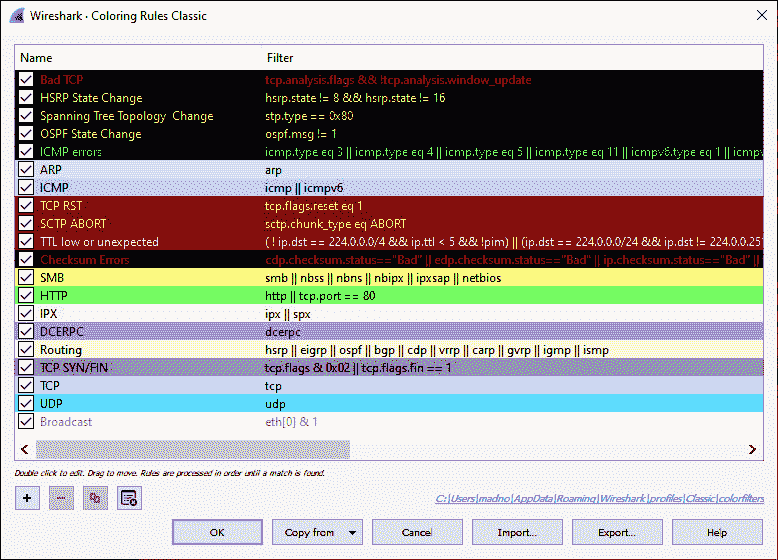 Wireshark · Coloring Rules Classic
Name Filter
Bad TCP tcp.analysis.flags && !tcp.analysis.window_update
HSRP State Change hsrp.state != 8 && hsrp.state != 16
Spanning Tree Topology Change stp.type == 0x80
OSPF State Change ospf.msg != 1
ICMP errors icmp.type eq 3 || icmp.type eq 4 || icmp.type eq 5 || icmp.type eq 11 || icmpv6.type eq 1 || icmpv
ARP arp
ICMP icmp || icmpv6
TCP RST tcp.flags.reset eq 1
SCTP ABORT sctp.chunk_type eq ABORT
TTL low or unexpected ( ! ip.dst == 224.0.0.0/4 && ip.ttl < 5 && !pim) || (ip.dst == 224.0.0.0/24 && ip.dst != 224.0.0.251
Checksum Errors cdp.checksum.status=="Bad" || edp.checksum.status=="Bad" || ip.checksum.status=="Bad" ||
SMB smb || nbss || nbns || nbipx || ipxsap || netbios
HTTP http || tcp.port == 80
IPX ipx || spx
DCERPC dcerpc
Routing hsrp || eigrp || ospf || bgp || cdp || vrrp || carp || gvrp || igmp || ismp
TCP SYN/FIN tcp.flags & 0x02 || tcp.flags.fin == 1
TCP tcp
UDP udp
Broadcast eth[0] & 1
Double click to edit. Drag to move. Rules are processed in order until a match is found.
C:\Users\madno\AppData\Roaming\Wireshark\profiles\Classic\colorfilters
OK Copy from Cancel Import... Export... Help